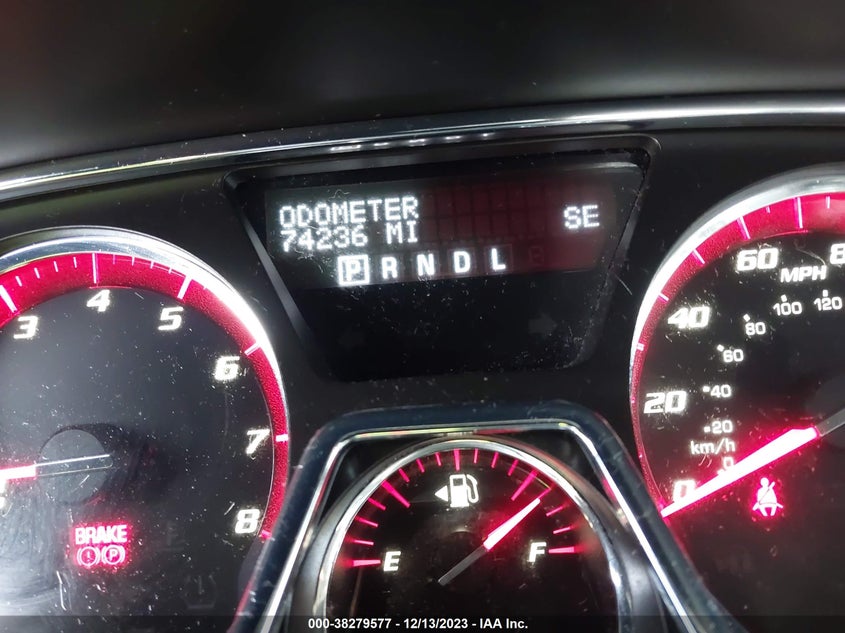 ODOMETER
SE
74236 MI
P R N D L
3 4 5 6 7 8
BRAKE
P
E F
0 20 40 60 80
MPH
0 20 40 60 80 100 120
km/h
000-38279577 - 12/13/2023 - IAA Inc.